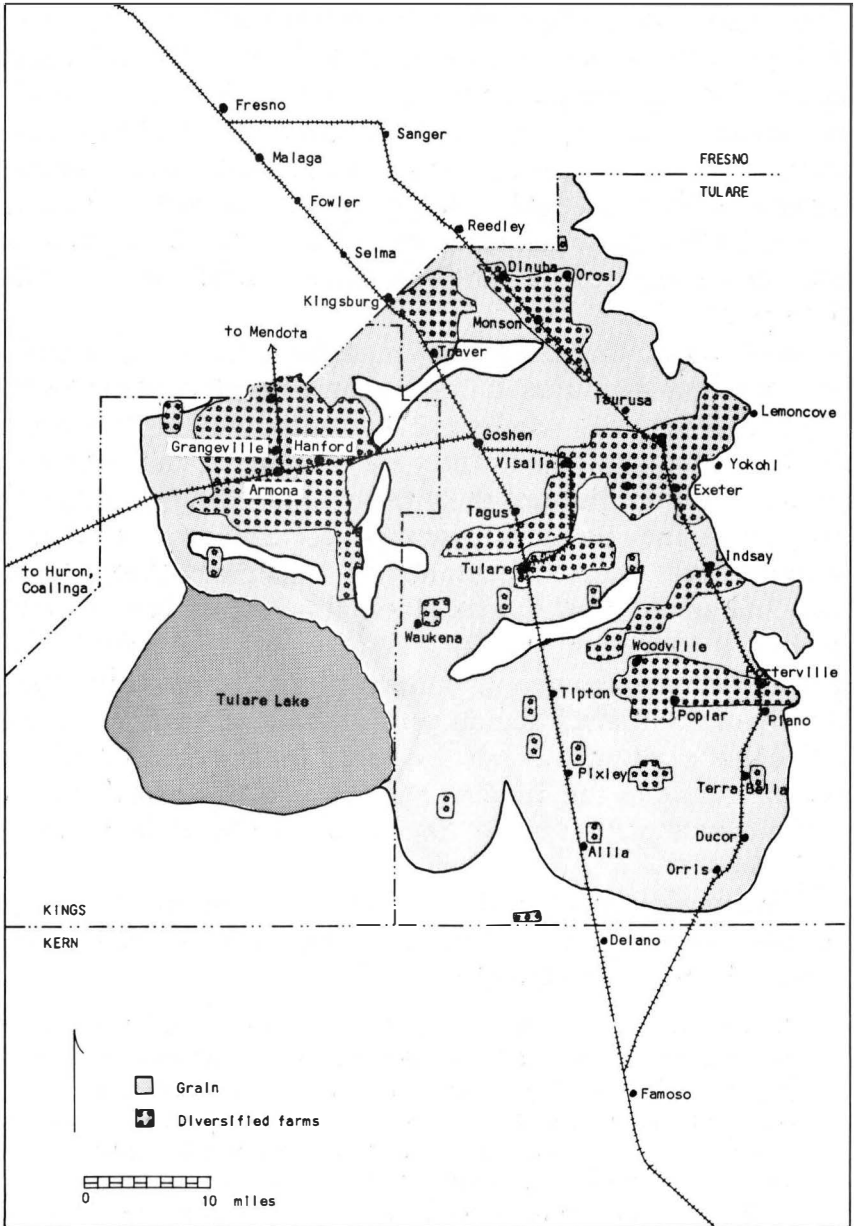 Fresno
Sanger
Malaga
FRESNO
TULARE
Fowler
Reedley
Selma
Dinuba
Orosi
Kingsburg
Monson
to Mendota
Traver
Taurusa
Lemoncove
Grangeville
Hanford
Goshen
Visalia
Yokohl
Armona
Exeter
Tagus
to Huron,
Coalinga
Tulare
Lindsay
Waukena
Woodville
Porterville
Tulare Lake
Tipton
Poplar
Plano
Pixley
Terra Bella
Ducor
Alila
Orris
KINGS
KERN
Delano
Grain
Famoso
Diversified farms
0 10 miles